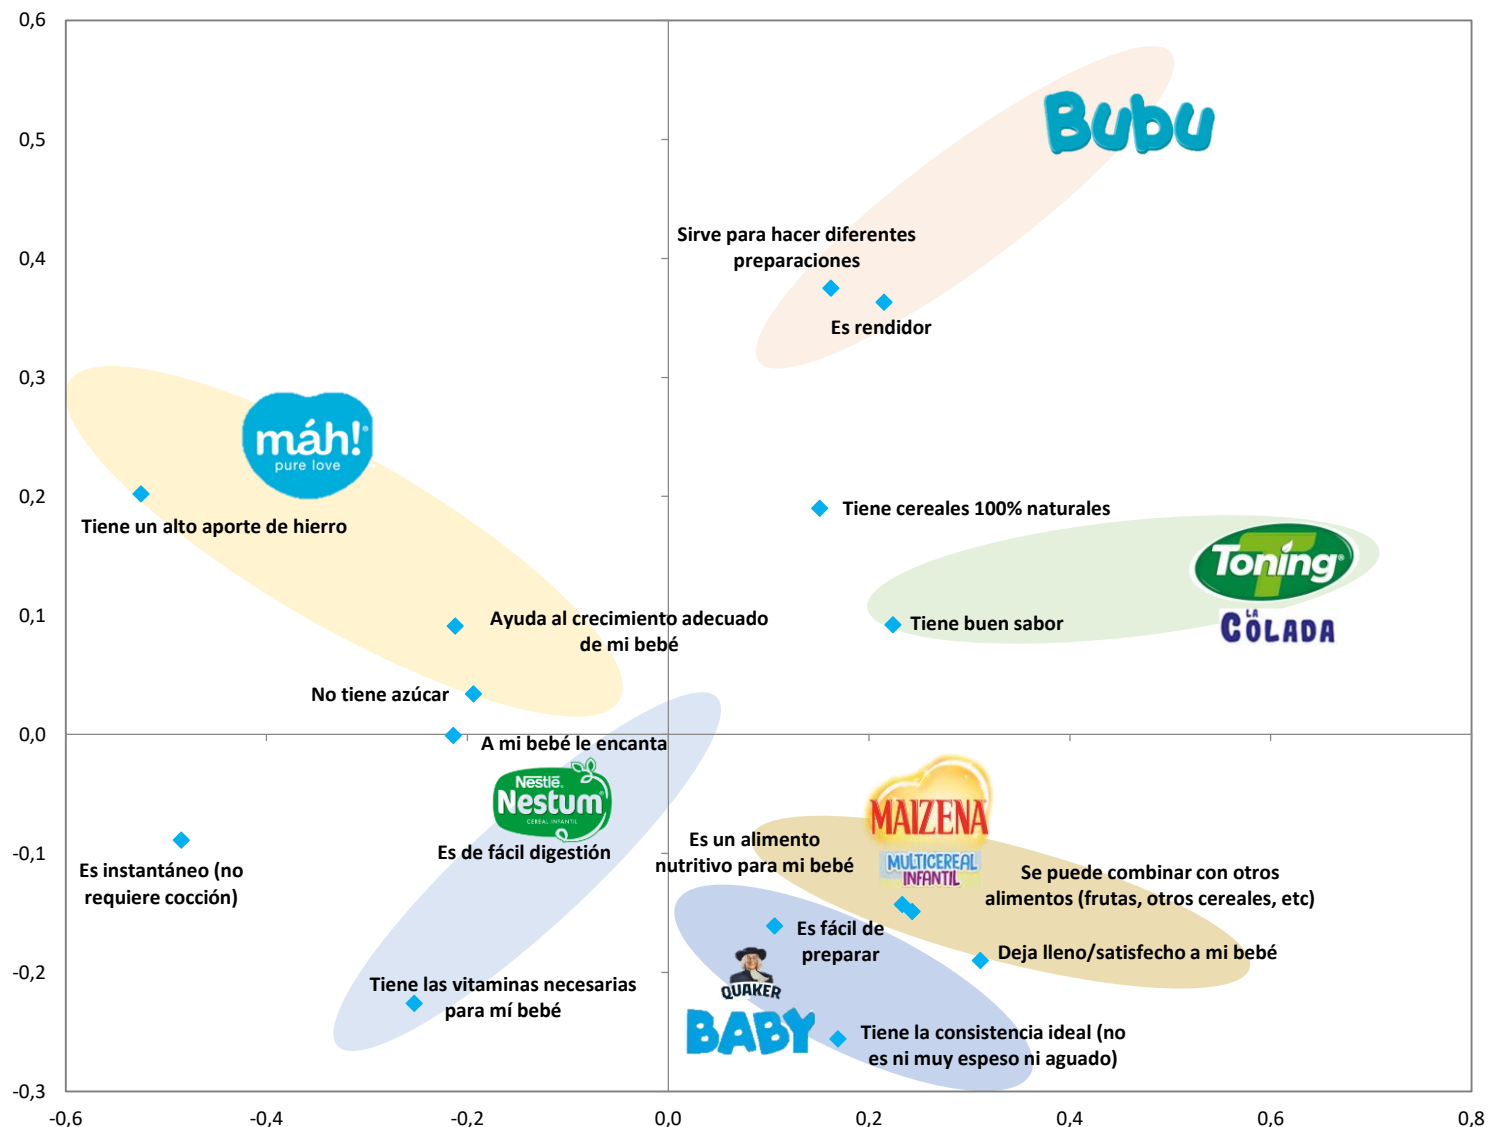 0,6
Bubu
0,5
Sirve para hacer diferentes
preparaciones
0,4
Es rendidor
0,3
máh!®
pure love
0,2
Tiene un alto aporte de hierro
Tiene cereales 100% naturales
Toning®
LA
COLADA
0,1
Ayuda al crecimiento adecuado
de mi bebé
Tiene buen sabor
No tiene azúcar
0,0
A mi bebé le encanta
Nestlé.
Nestum®
CEREAL INFANTIL
Es de fácil digestión
MAIZENA
MULTICEREAL
INFANTIL
-0,1
Es un alimento
nutritivo para mi bebé
Es instantáneo (no
requiere cocción)
Se puede combinar con otros
alimentos (frutas, otros cereales, etc)
Es fácil de
preparar
Deja lleno/satisfecho a mi bebé
-0,2
Tiene las vitaminas necesarias
para mí bebé
QUAKER
BABY
Tiene la consistencia ideal (no
es ni muy espeso ni aguado)
-0,3
-0,6 -0,4 -0,2 0,0 0,2 0,4 0,6 0,8